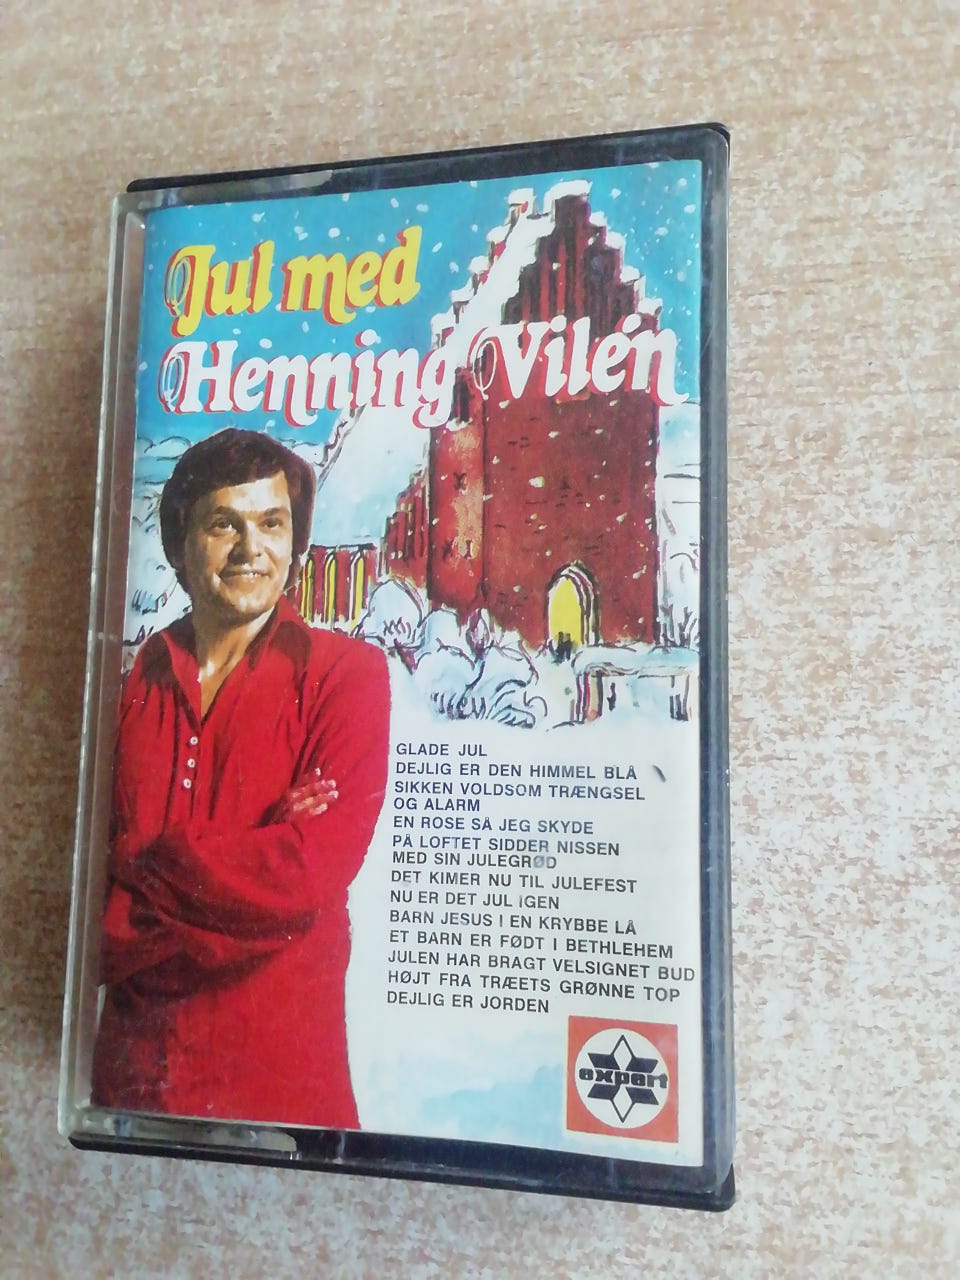 Jul med
Henning Vilén
GLADE JUL
DEJLIG ER DEN HIMMEL BLÅ
SIKKEN VOLDSOM TRÆNGSEL
OG ALARM
EN ROSE SÅ JEG SKYDE
PÅ LOFTET SIDDER NISSEN
MED SIN JULEGRØD
DET KIMER NU TIL JULEFEST
NU ER DET JUL IGEN
BARN JESUS I EN KRYBBE LÅ
ET BARN ER FØDT I BETHLEHEM
JULEN HAR BRAGT VELSIGNET BUD
HØJT FRA TRÆETS GRØNNE TOP
DEJLIG ER JORDEN
expert